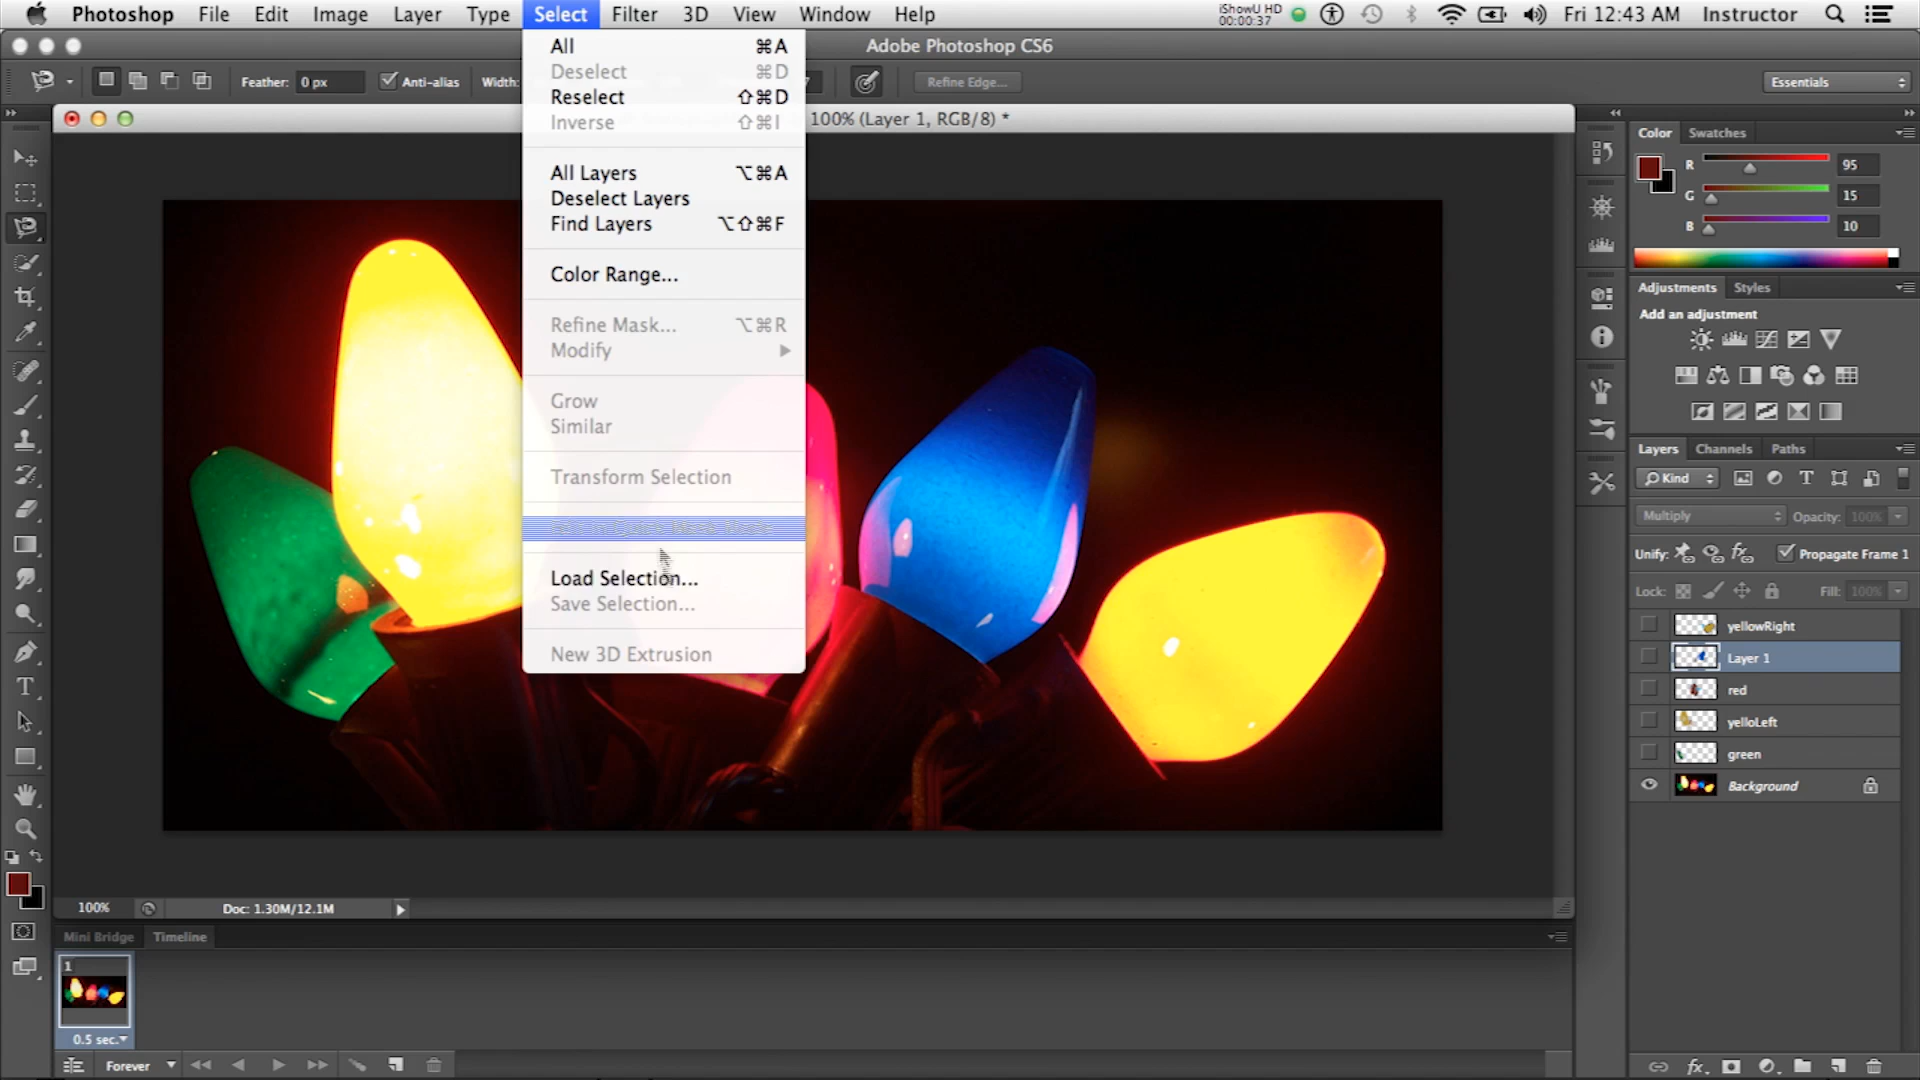 Photoshop File Edit Image Layer Type Select Filter 3D View Window Help iShowU HD 00:00:37 Fri 12:43 AM Instructor
Adobe Photoshop CS6
Feather: 0 px Anti-alias Width: Refine Edge... Essentials
100% (Layer 1, RGB/8) *
All ⌘A
Deselect ⌘D
Reselect ⇧⌘D
Inverse ⇧⌘I
All Layers ⌥⌘A
Deselect Layers
Find Layers ⌥⇧⌘F
Color Range...
Refine Mask... ⌥⌘R
Modify
Grow
Similar
Transform Selection
Load Selection...
Save Selection...
New 3D Extrusion
Color Swatches
R 95
G 15
B 10
Adjustments Styles
Add an adjustment
Layers Channels Paths
Kind
Multiply Opacity: 100%
Unify: Propagate Frame 1
Lock: Fill: 100%
yellowRight
Layer 1
red
yelloLeft
green
Background
100% Doc: 1.30M/12.1M
Mini Bridge Timeline
1
0.5 sec.
Forever